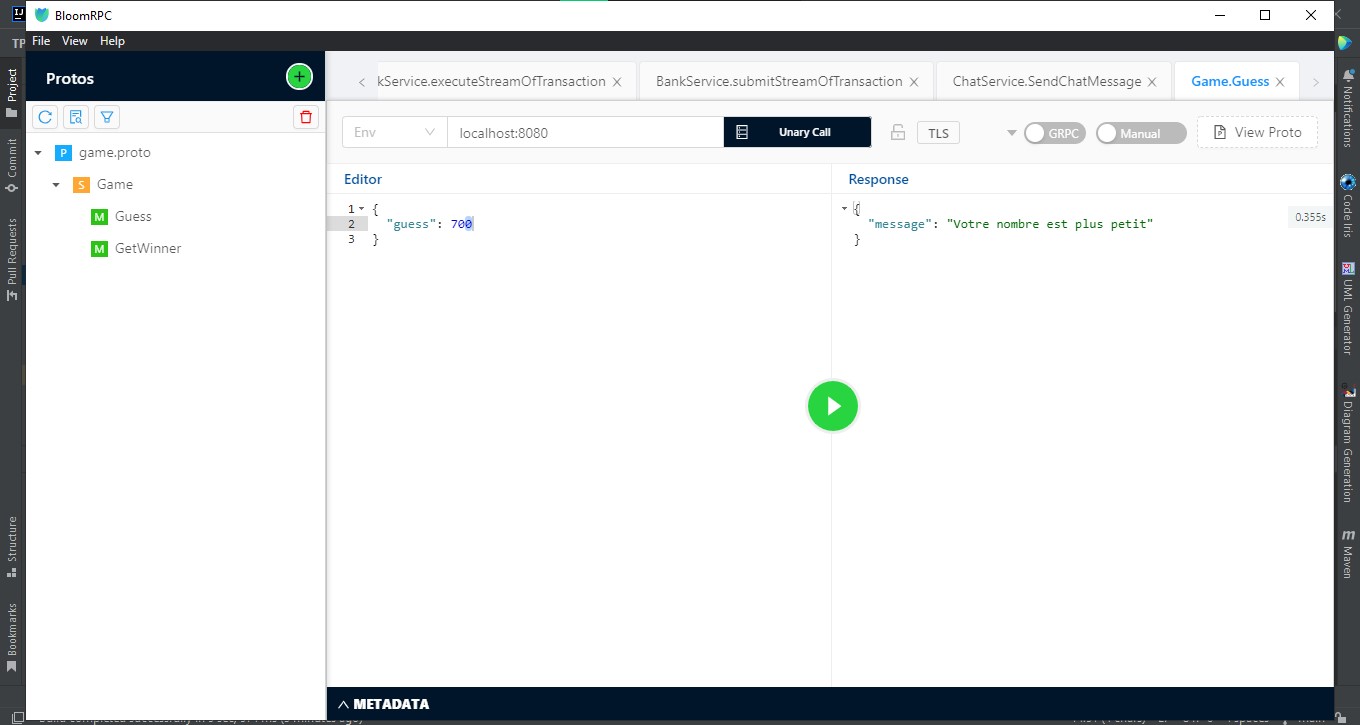 BloomRPC
File View Help
TP
Protos
kService.executeStreamOfTransaction
BankService.submitStreamOfTransaction
ChatService.SendChatMessage
Game.Guess
Env
localhost:8080
Unary Call
TLS
GRPC
Manual
View Proto
P game.proto
S Game
M Guess
M GetWinner
Editor
1 {
2 "guess": 700
3 }
Response
{
"message": "Votre nombre est plus petit"
}
0.355s
METADATA
Project
Commit
Pull Requests
Structure
Bookmarks
Notifications
Code Iris
UML Generator
Diagram Generation
m Maven